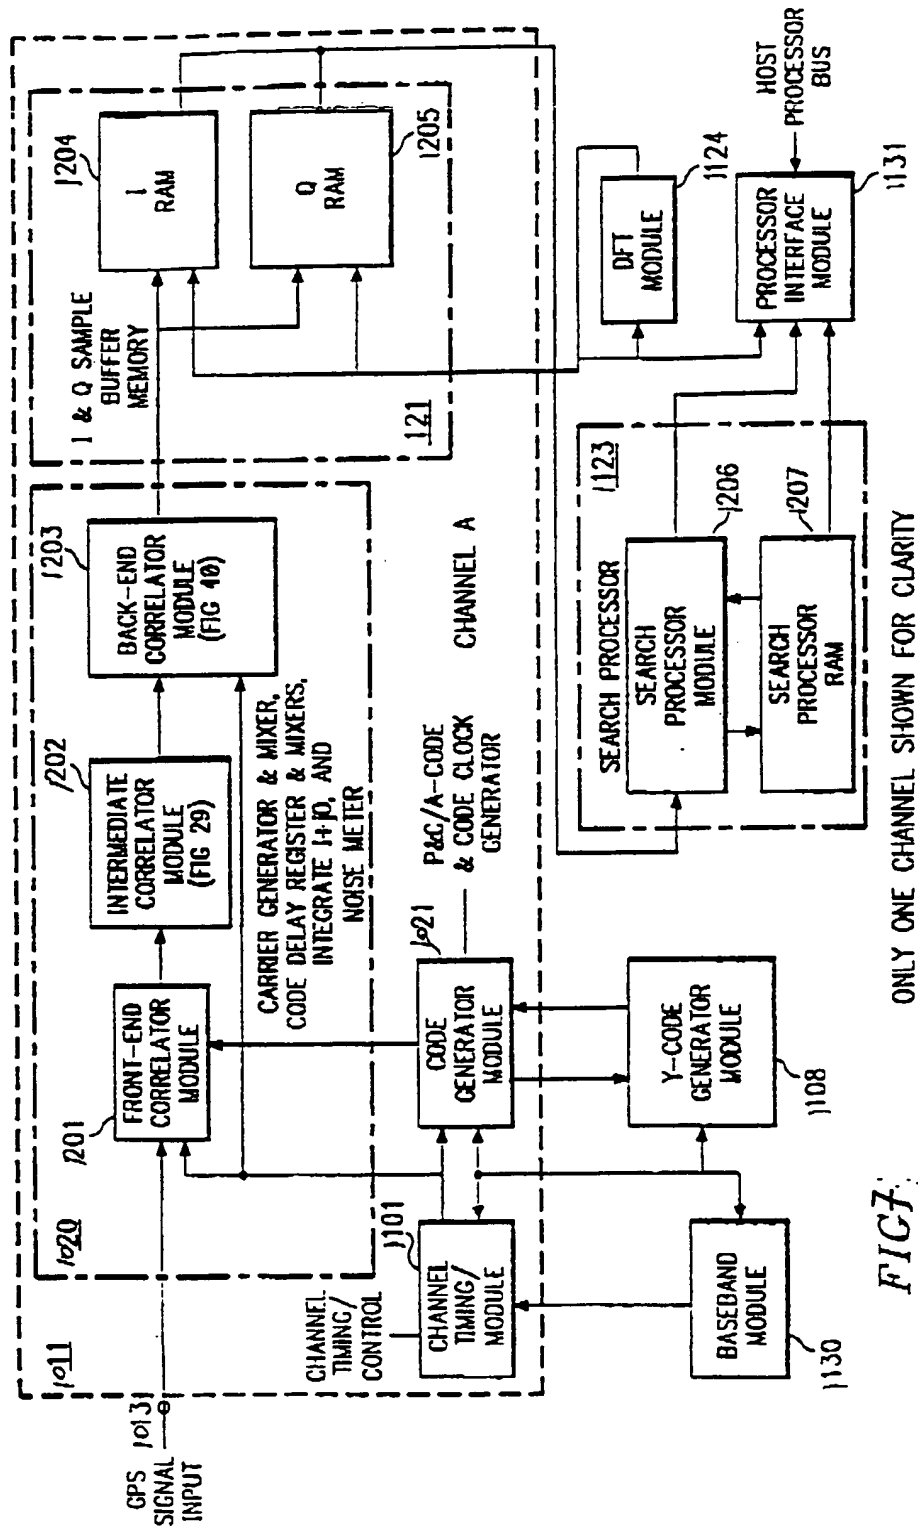 GPS
SIGNAL
INPUT
1013
1011
1020
1201
FRONT-END
CORRELATOR
MODULE
1202
INTERMEDIATE
CORRELATOR
MODULE
(FIG 29)
1203
BACK-END
CORRELATOR
MODULE
(FIG 10)
CARRIER GENERATOR & MIXER,
CODE DELAY REGISTER & MIXERS,
INTEGRATE I+jQ, AND
NOISE METER
I & Q SAMPLE
BUFFER
MEMORY
121
1204
I
RAM
Q
RAM
1205
CHANNEL
TIMING/
CONTROL
1101
CHANNEL
TIMING/
MODULE
1021
CODE
GENERATOR
MODULE
P&C/A-CODE
& CODE CLOCK
GENERATOR
CHANNEL A
BASEBAND
MODULE
1130
Y-CODE
GENERATOR
MODULE
1108
SEARCH PROCESSOR
1123
SEARCH
PROCESSOR
MODULE
1206
SEARCH
PROCESSOR
RAM
1207
DFT
MODULE
1124
PROCESSOR
INTERFACE
MODULE
1131
HOST
PROCESSOR
BUS
ONLY ONE CHANNEL SHOWN FOR CLARITY
FIG 7.